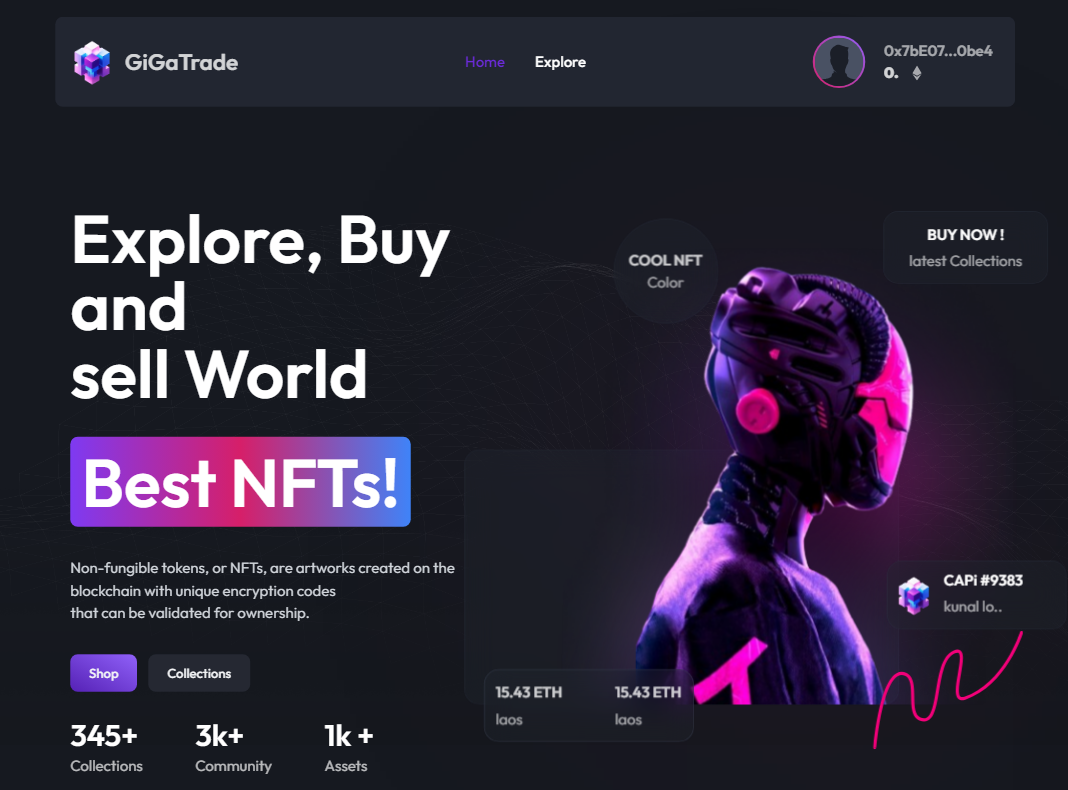 GiGaTrade
Home Explore
0x7bE07...0be4
0.
Explore, Buy
and
sell World
Best NFTs!
Non-fungible tokens, or NFTs, are artworks created on the
blockchain with unique encryption codes
that can be validated for ownership.
Shop Collections
345+ 3k+ 1k +
Collections Community Assets
COOL NFT
Color
BUY NOW !
latest Collections
CAPi #9383
kunal lo..
15.43 ETH 15.43 ETH
laos laos